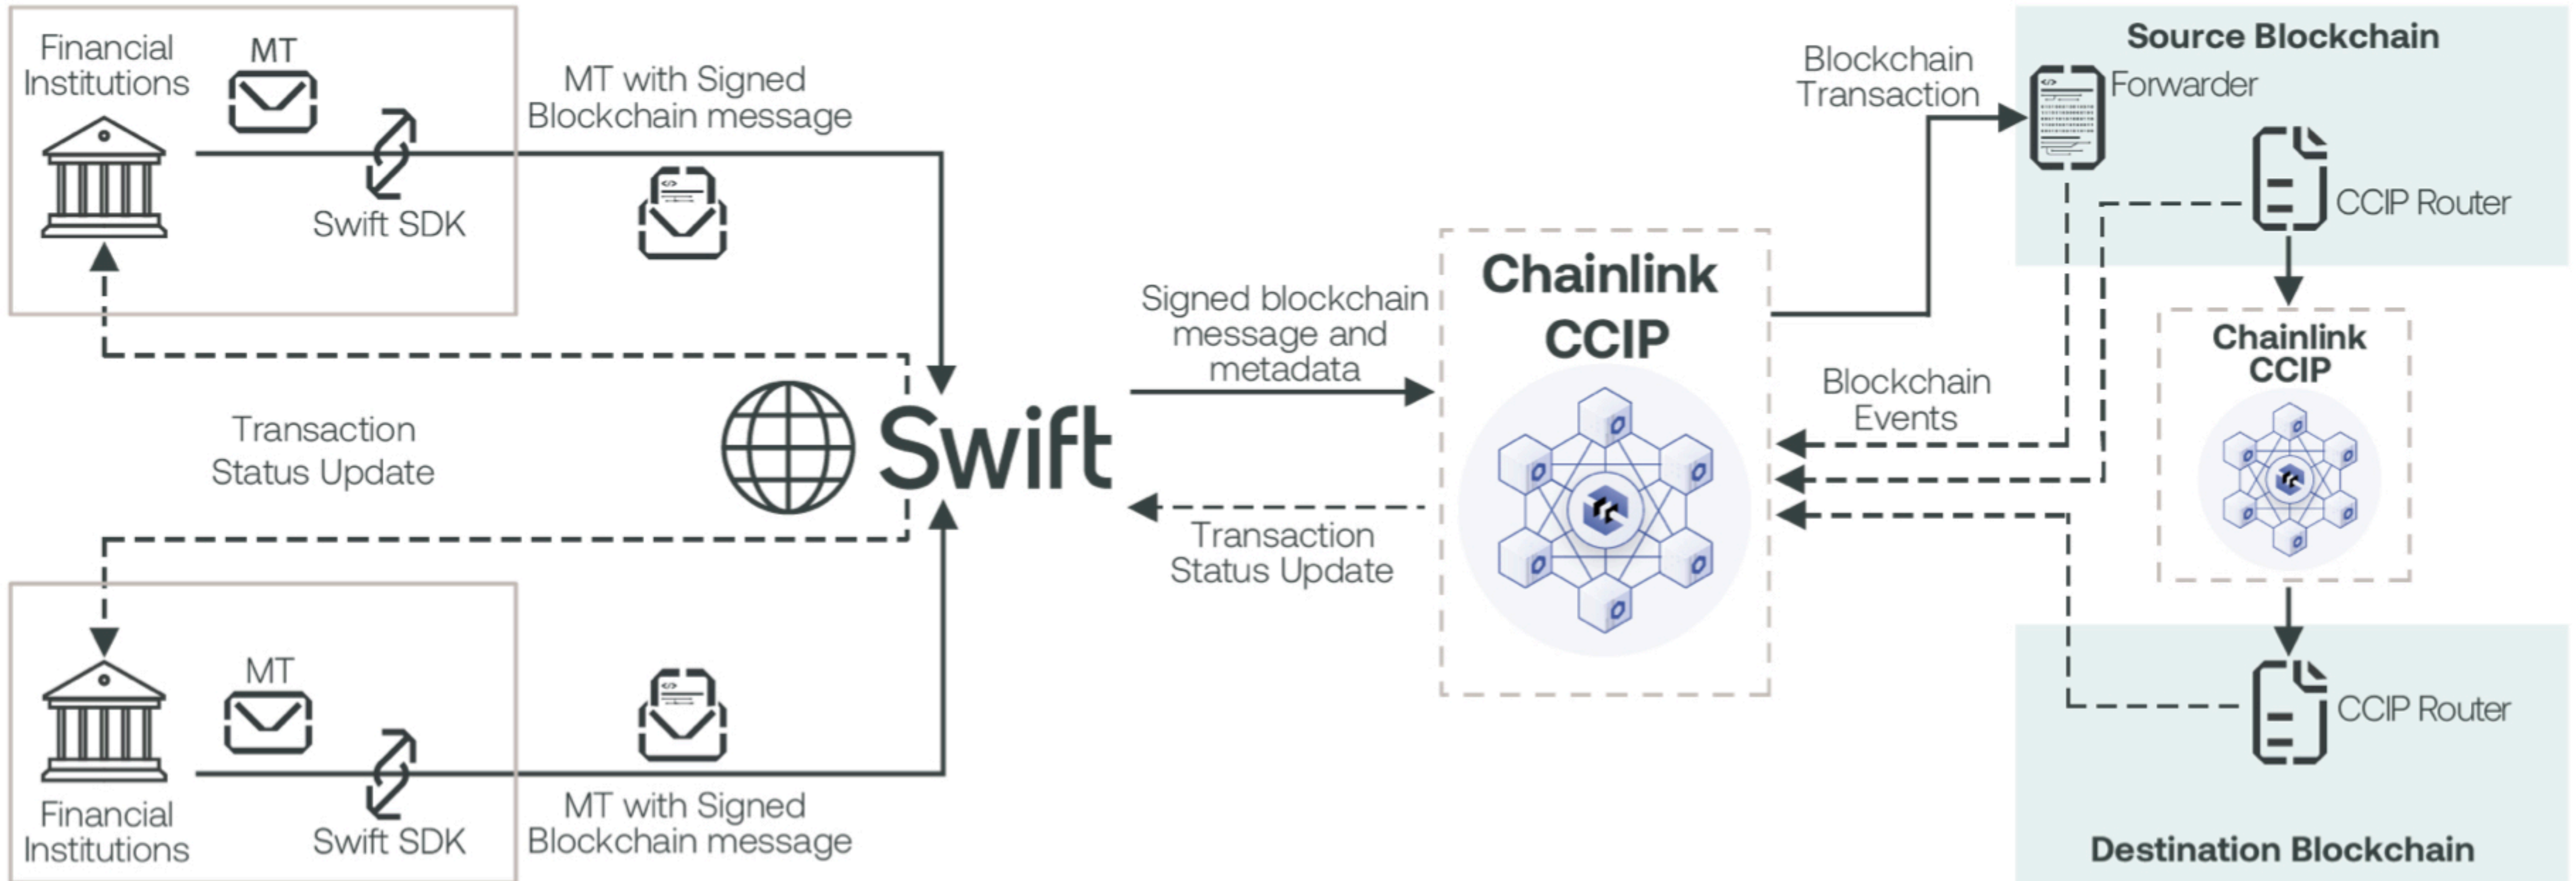 Financial
Institutions
MT
Swift SDK
MT with Signed
Blockchain message
Transaction
Status Update
Swift
Financial
Institutions
MT
Swift SDK
MT with Signed
Blockchain message
Signed blockchain
message and
metadata
Transaction
Status Update
Chainlink
CCIP
Blockchain
Transaction
Blockchain
Events
Source Blockchain
Forwarder
CCIP Router
Chainlink
CCIP
CCIP Router
Destination Blockchain